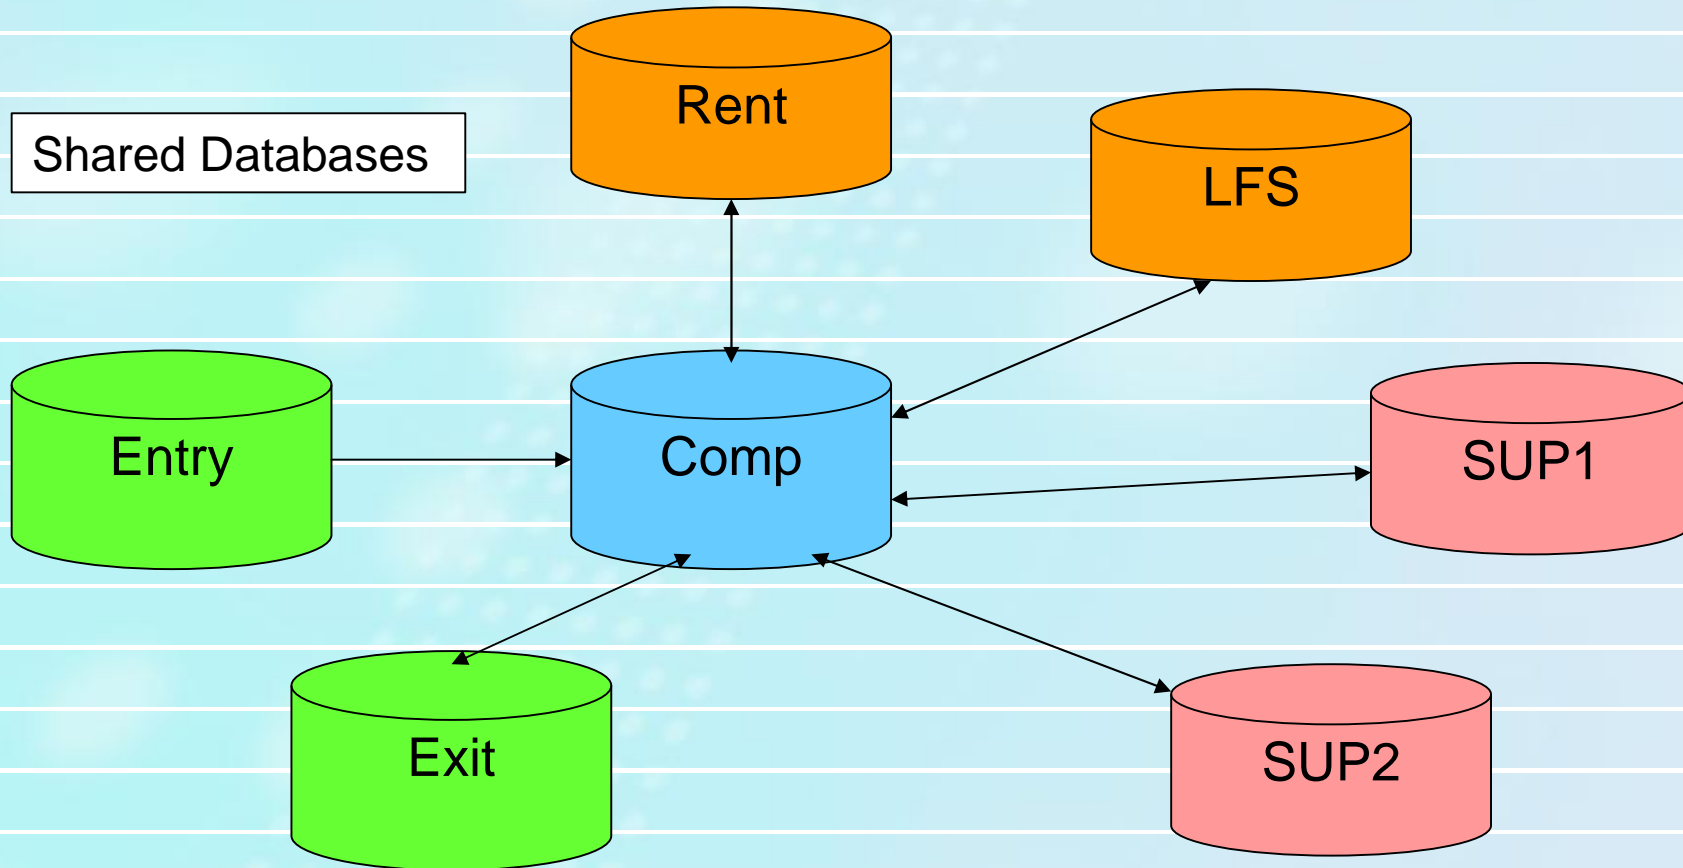 Rent
Shared Databases
LFS
Entry
Comp
SUP1
Exit
SUP2